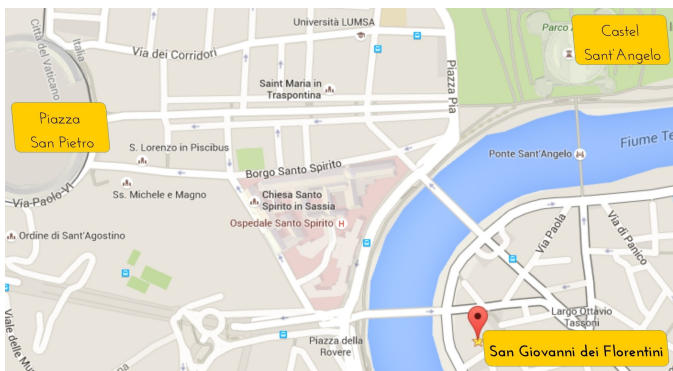 Università LUMSA
Parco
Castel
Sant'Angelo
Città del Vaticano
Italia
Via dei Corridori
Piazza Pia
Saint Maria in
Traspontina
Piazza
San Pietro
S. Lorenzo in Piscibus
Borgo Santo Spirito
Ponte Sant'Angelo
Fiume Te
Via-Paolo-VI
Ss. Michele e Magno
Chiesa Santo
Spirito in Sassia
Ospedale Santo Spirito
H
Ordine di Sant'Agostino
Via Paola
Via di Panico
Viale delle Mu
Largo Ottavio
Tassoni
Piazza della
Rovere
San Giovanni dei Florentini